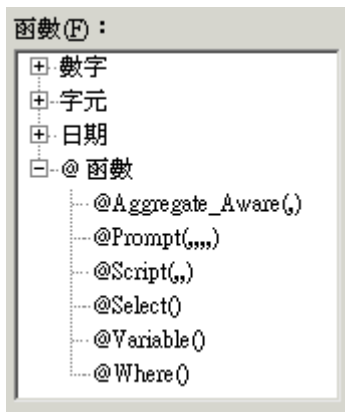 函數(F)：
數字
字元
日期
@ 函數
@Aggregate_Aware(,)
@Prompt(,,,,)
@Script(,,)
@Select()
@Variable()
@Where()